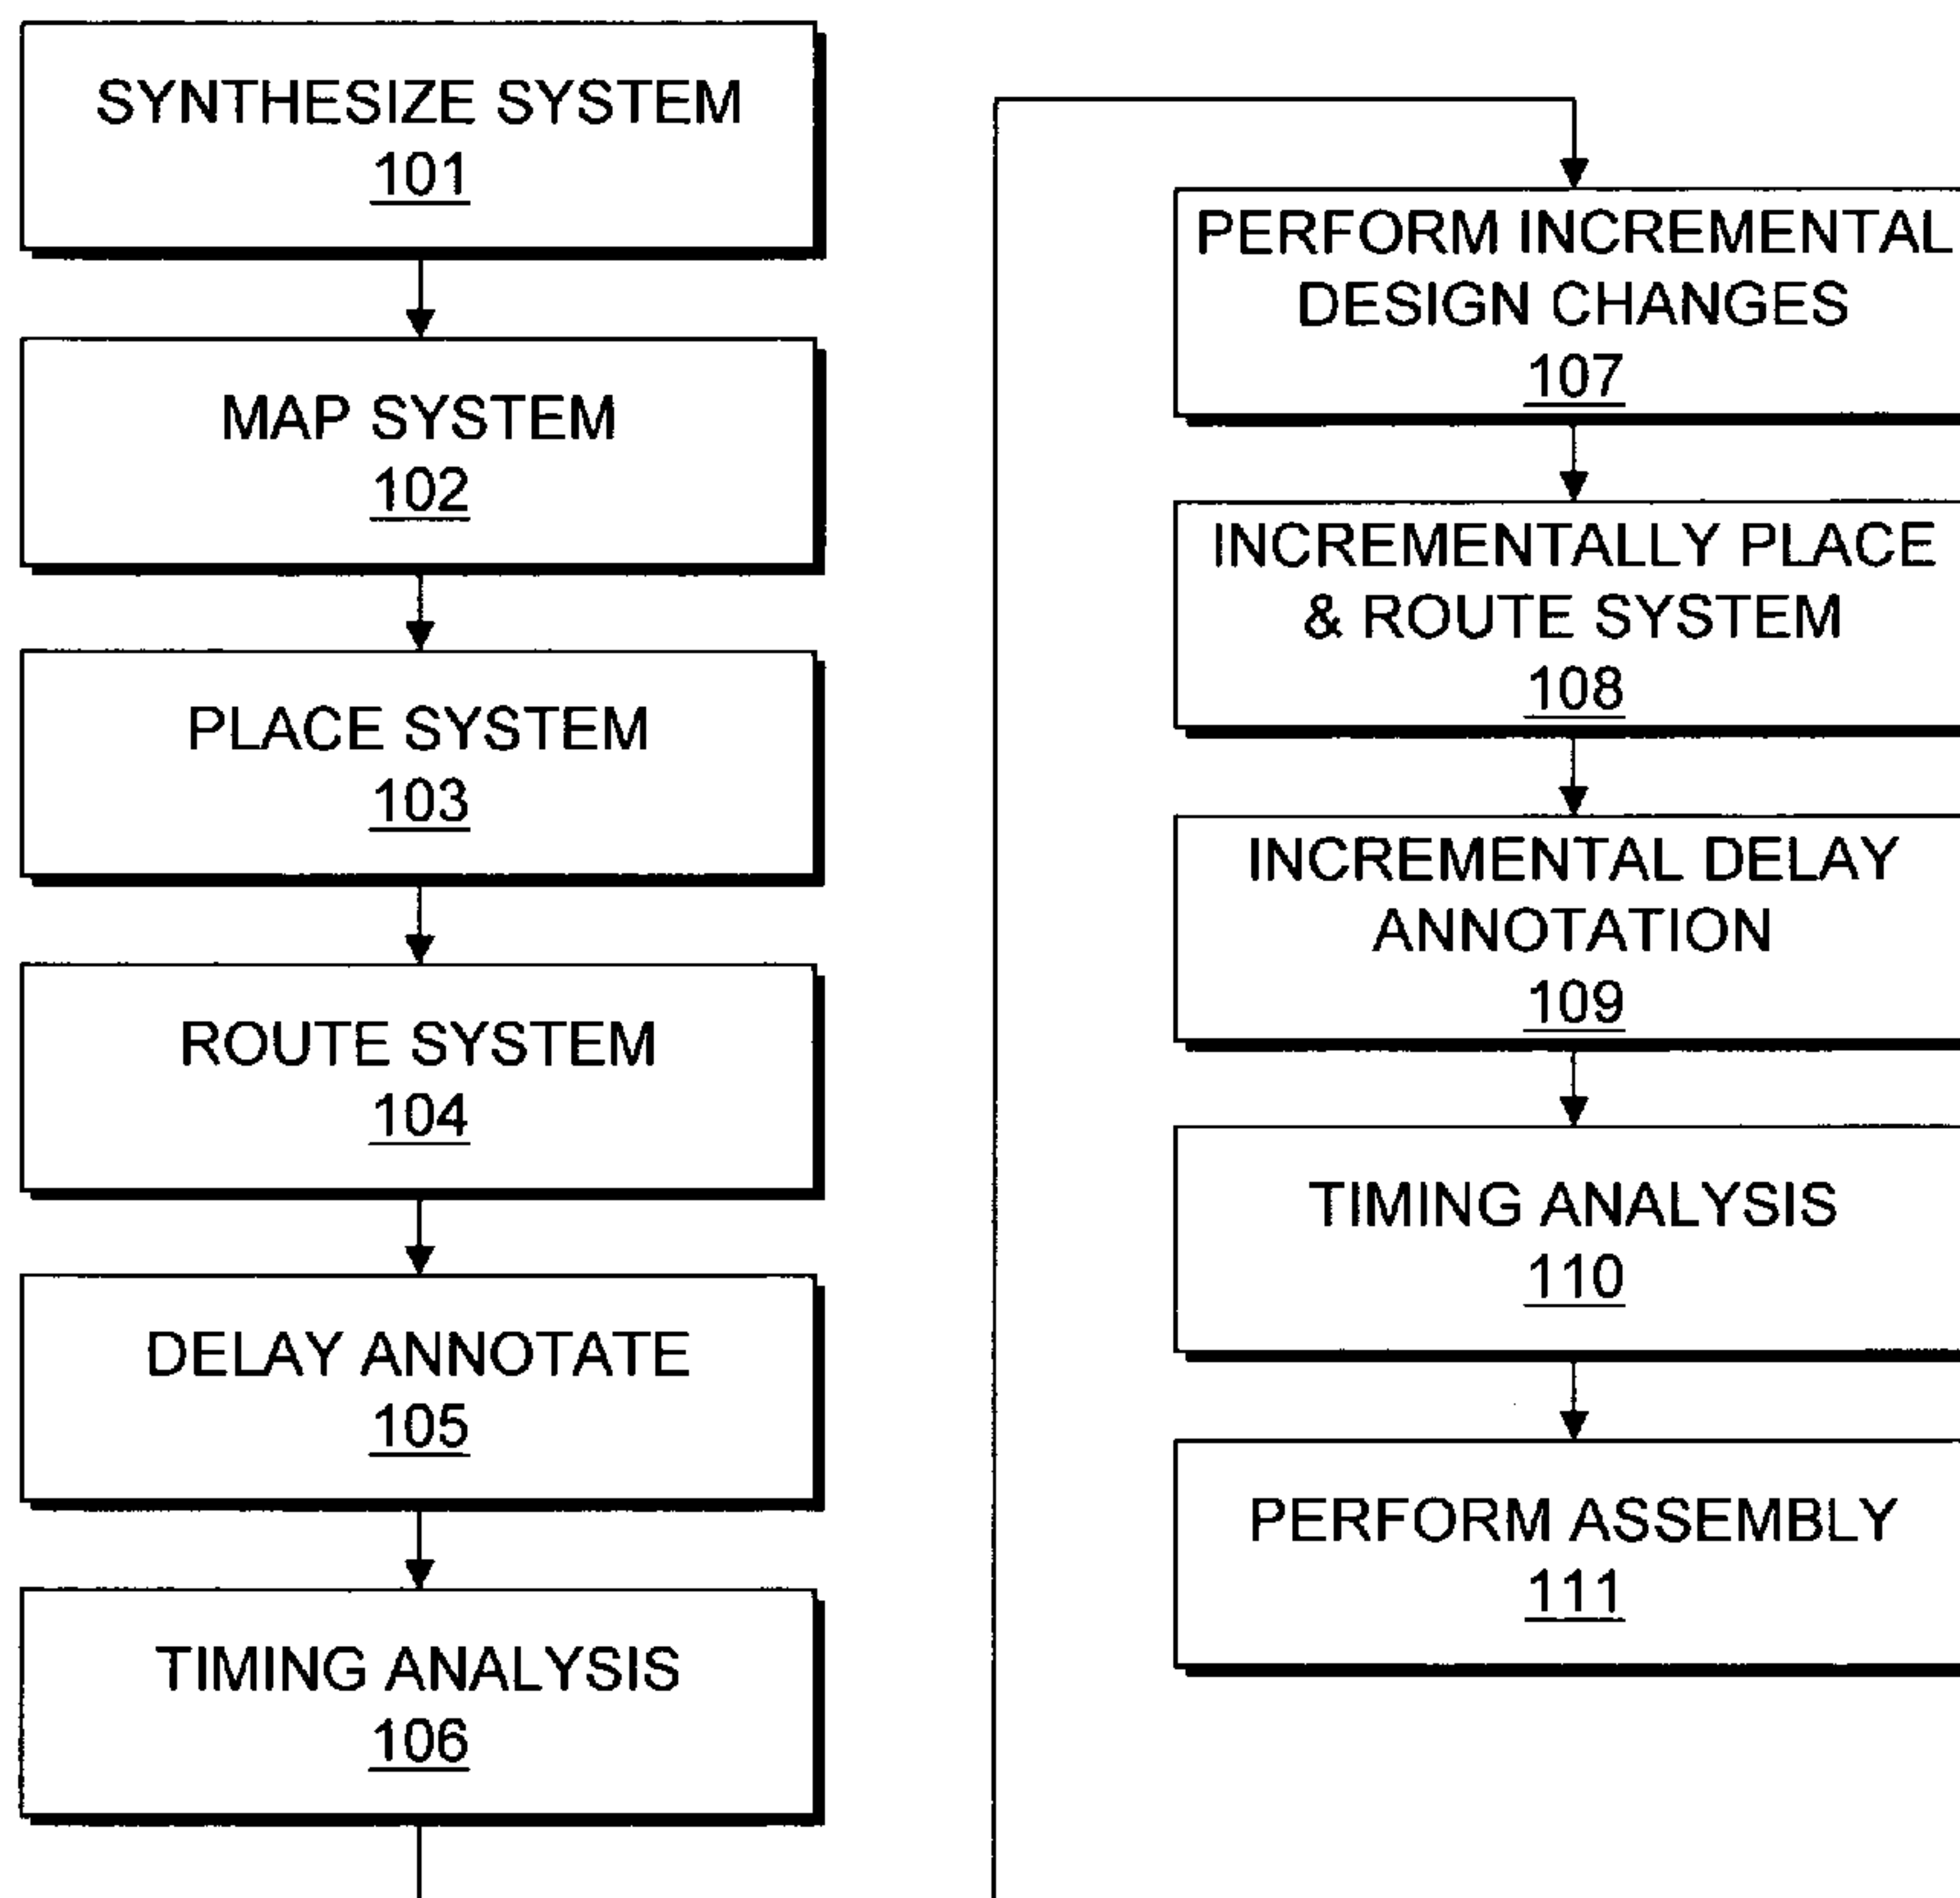 SYNTHESIZE SYSTEM
101
MAP SYSTEM
102
PLACE SYSTEM
103
ROUTE SYSTEM
104
DELAY ANNOTATE
105
TIMING ANALYSIS
106
PERFORM INCREMENTAL
DESIGN CHANGES
107
INCREMENTALLY PLACE
& ROUTE SYSTEM
108
INCREMENTAL DELAY
ANNOTATION
109
TIMING ANALYSIS
110
PERFORM ASSEMBLY
111